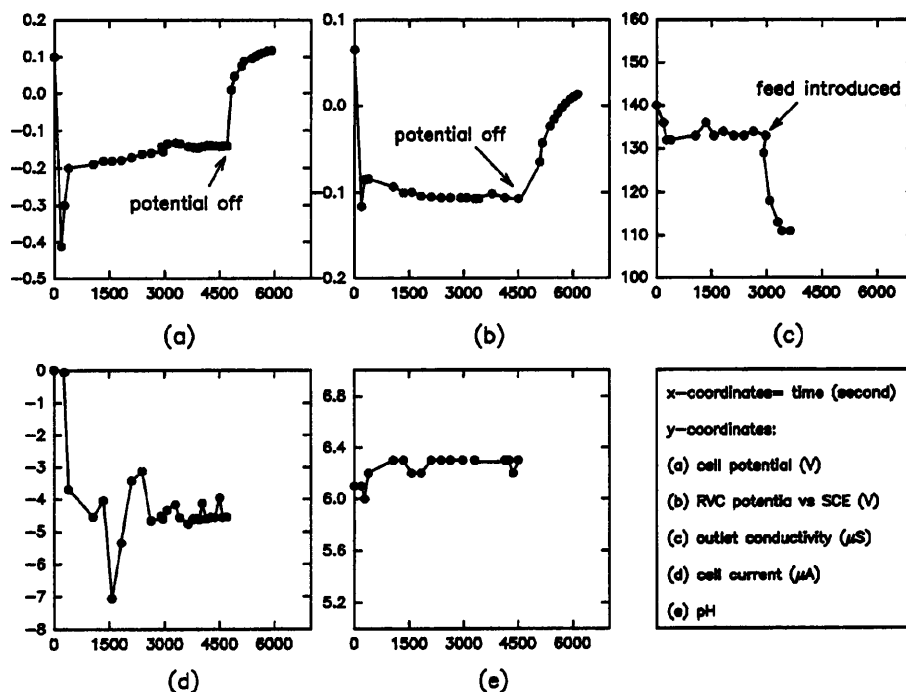 0.2
0.1
0.0
−0.1
−0.2
−0.3
−0.4
−0.5
potential off
0 1500 3000 4500 6000
(a)
0.1
0.0
−0.1
0.2
potential off
0 1500 3000 4500 6000
(b)
160
150
140
130
120
110
100
feed introduced
0 1500 3000 4500 6000
(c)
0
−1
−2
−3
−4
−5
−6
−7
−8
0 1500 3000 4500 6000
(d)
6.8
6.4
6.0
5.6
5.2
0 1500 3000 4500 6000
(e)
x−coordinates= time (second)
y−coordinates:
(a) cell potential (V)
(b) RVC potentia vs SCE (V)
(c) outlet conductivity (μS)
(d) cell current (μA)
(e) pH